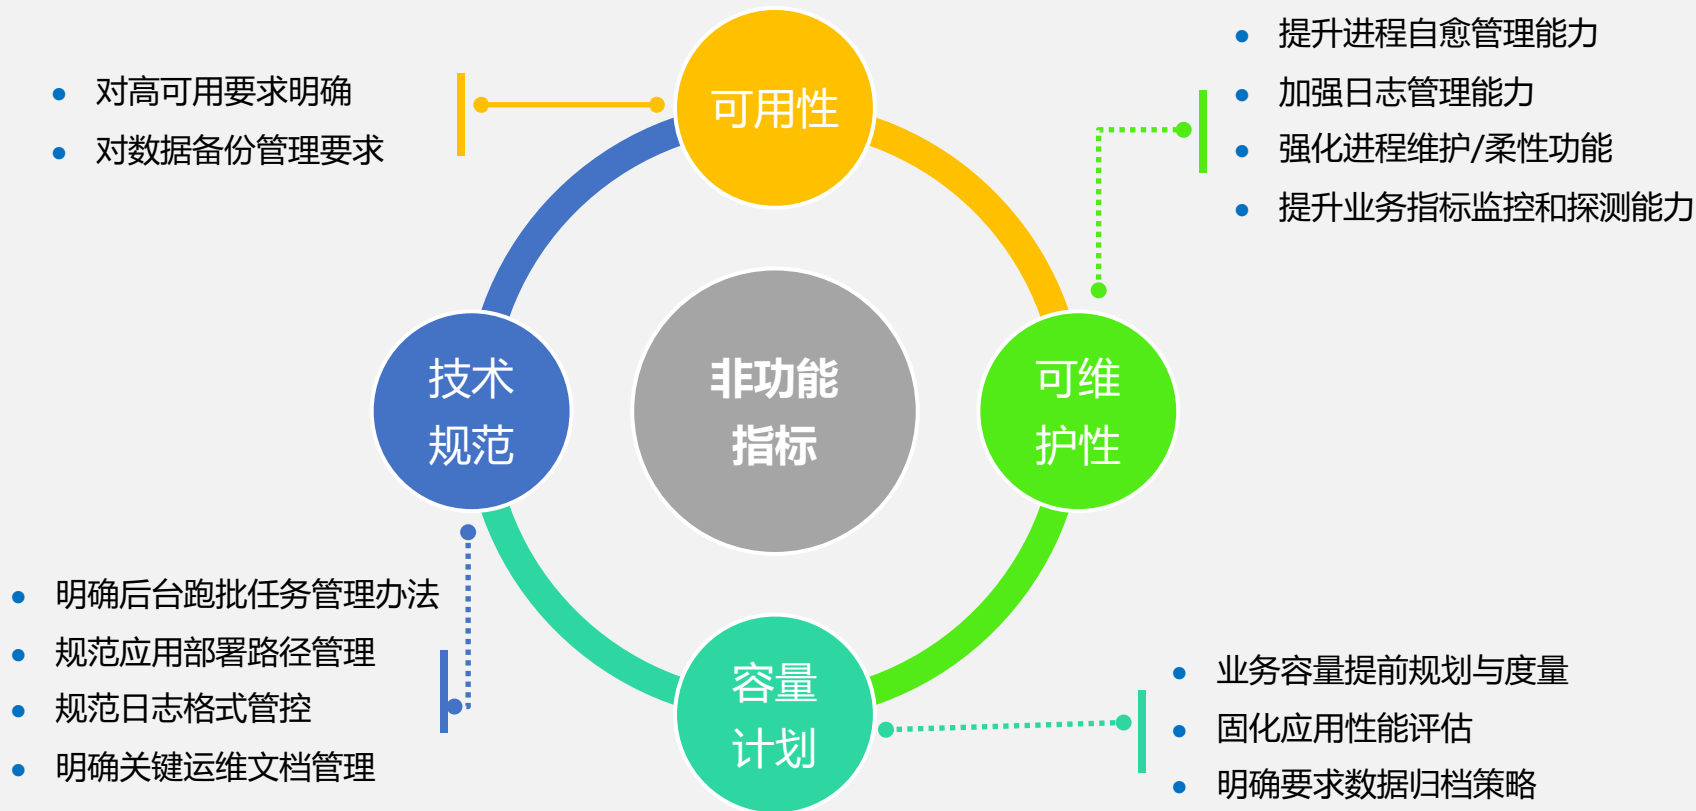 对高可用要求明确
对数据备份管理要求
可用性
提升进程自愈管理能力
加强日志管理能力
强化进程维护/柔性功能
提升业务指标监控和探测能力
技术
规范
非功能
指标
可维
护性
明确后台跑批任务管理办法
规范应用部署路径管理
规范日志格式管控
明确关键运维文档管理
容量
计划
业务容量提前规划与度量
固化应用性能评估
明确要求数据归档策略